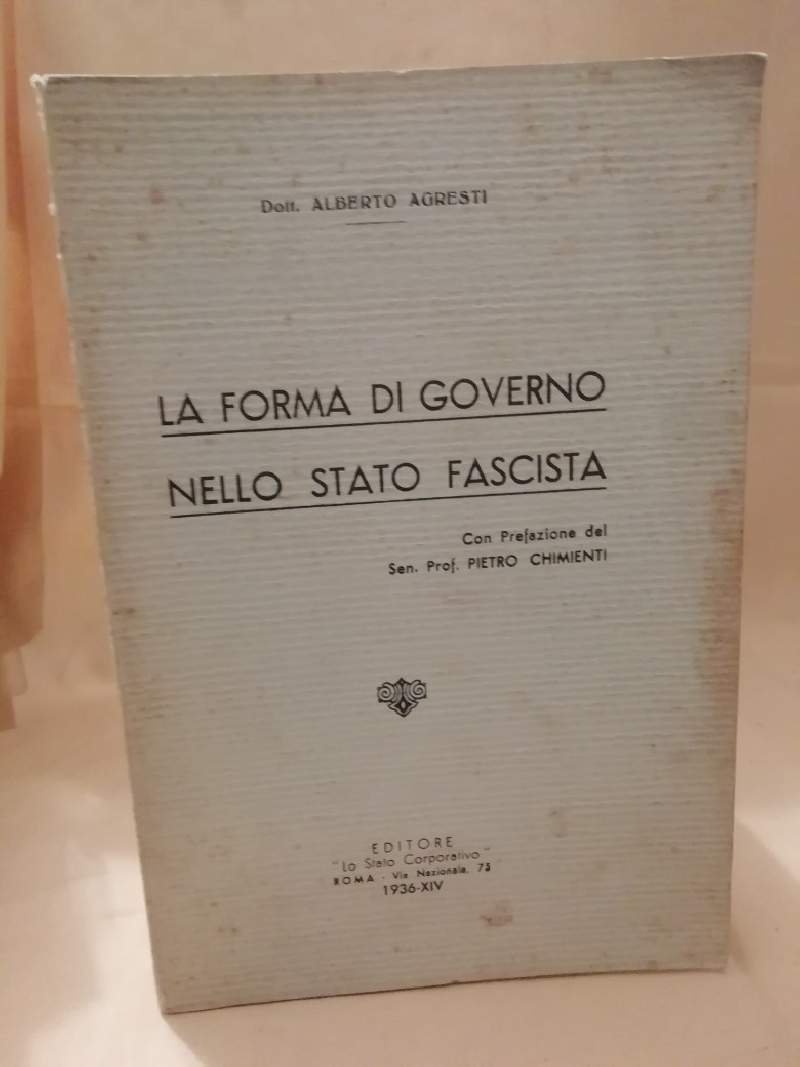 Dott. ALBERTO AGRESTI
LA FORMA DI GOVERNO
NELLO STATO FASCISTA
Con Prefazione del
Sen. Prof. PIETRO CHIMIENTI
EDITORE
"Lo Stato Corporativo"
ROMA - Via Nazionale, 75
1936-XIV